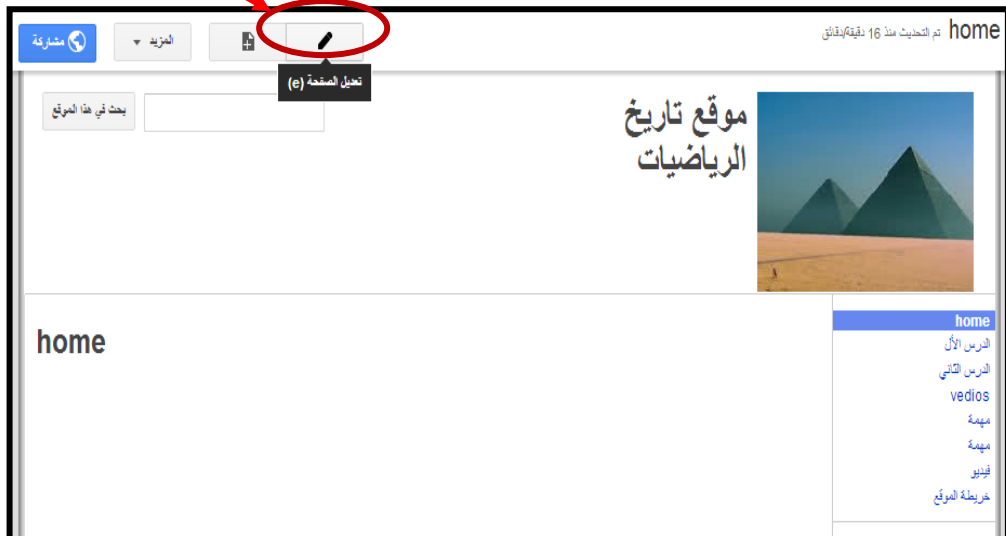 home تم التحديث منذ 16 دقيقة/دقائق
المزيد
مشاركة
تعديل الصفحة (e)
موقع تاريخ
الرياضيات
بحث في هذا الموقع
home
home
الدرس الأل
الدرس الثاني
vedios
مهمة
مهمة
فيديو
خريطة الموقع